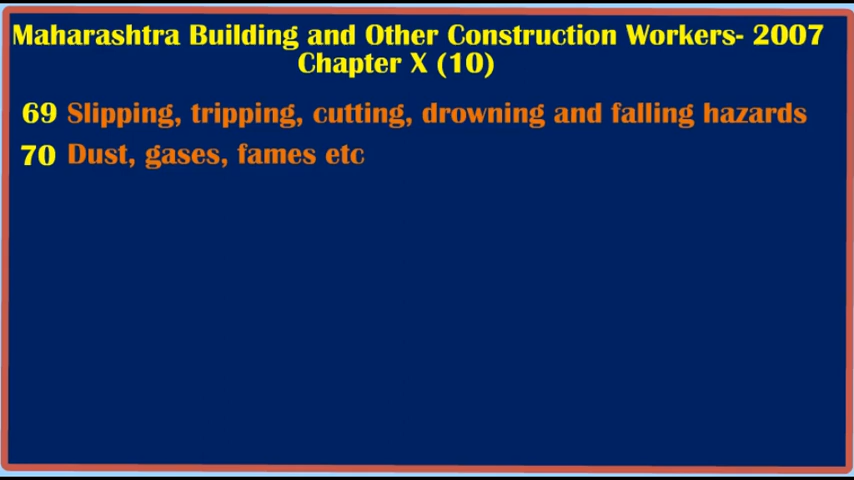 Maharashtra Building and Other Construction Workers- 2007
Chapter X (10)
69 Slipping, tripping, cutting, drowning and falling hazards
70 Dust, gases, fames etc